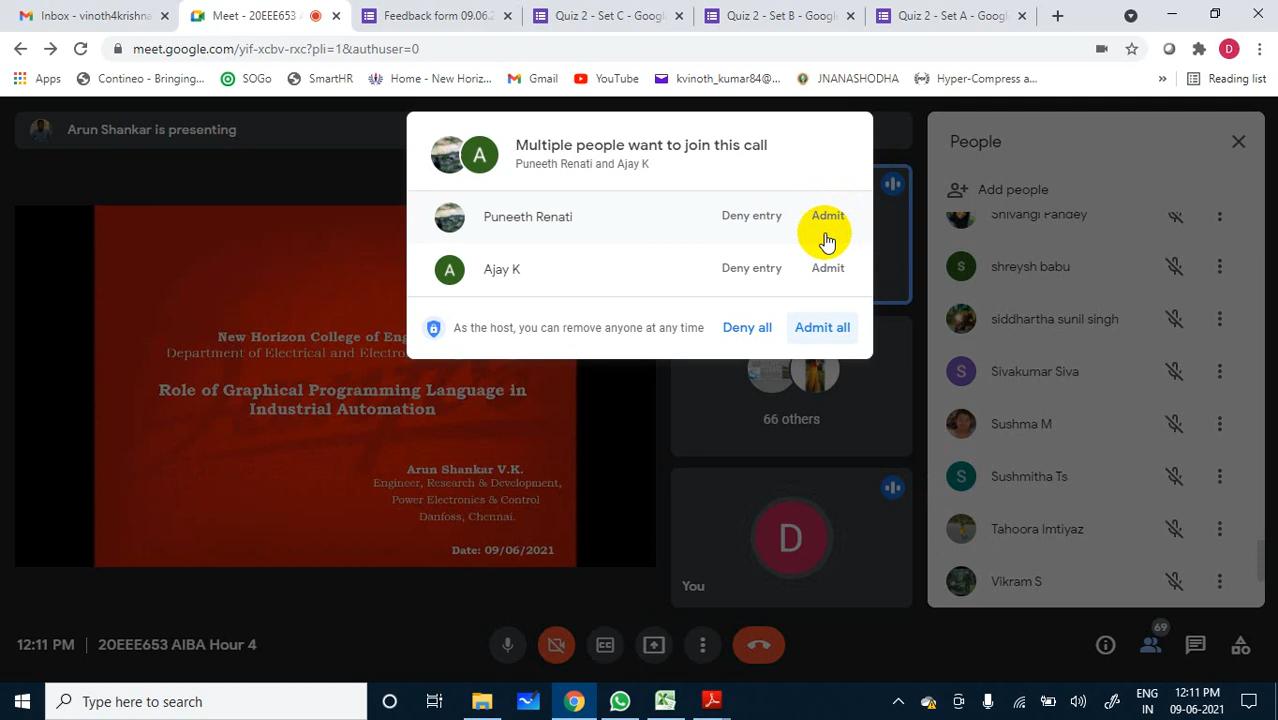 Inbox - vinoth4krishna
Meet - 20EEE653
Feedback form 09.06.2
Quiz 2 - Set C - Google
Quiz 2 - Set B - Google
Quiz 2 - Set A - Google
D
meet.google.com/yif-xcbv-rxc?pli=1&authuser=0
Apps
Contineo - Bringing...
SOGo
SmartHR
Home - New Horiz...
Gmail
YouTube
kvinoth_kumar84@...
JNANASHODHA
Hyper-Compress a
»
Reading list
Arun Shankar is presenting
A
Multiple people want to join this call
Puneeth Renati and Ajay K
Puneeth Renati
Deny entry
Admit
A
Ajay K
Deny entry
Admit
As the host, you can remove anyone at any time
Deny all
Admit all
New Horizon College of Eng
Department of Electrical and Electro
Role of Graphical Programming Language in
Industrial Automation
Arun Shankar V.K.
Engineer, Research & Development,
Power Electronics & Control
Danfoss, Chennai.
Date: 09/06/2021
66 others
D
You
People
Add people
Shivangi Pandey
S
shreysh babu
siddhartha sunil singh
S
Sivakumar Siva
Sushma M
S
Sushmitha Ts
Tahoora Imtiyaz
Vikram S
12:11 PM | 20EEE653 AIBA Hour 4
CC
69
Type here to search
ENG
IN
12:11 PM
09-06-2021